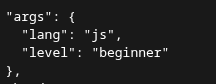 "args": {
  "lang": "js",
  "level": "beginner"
},